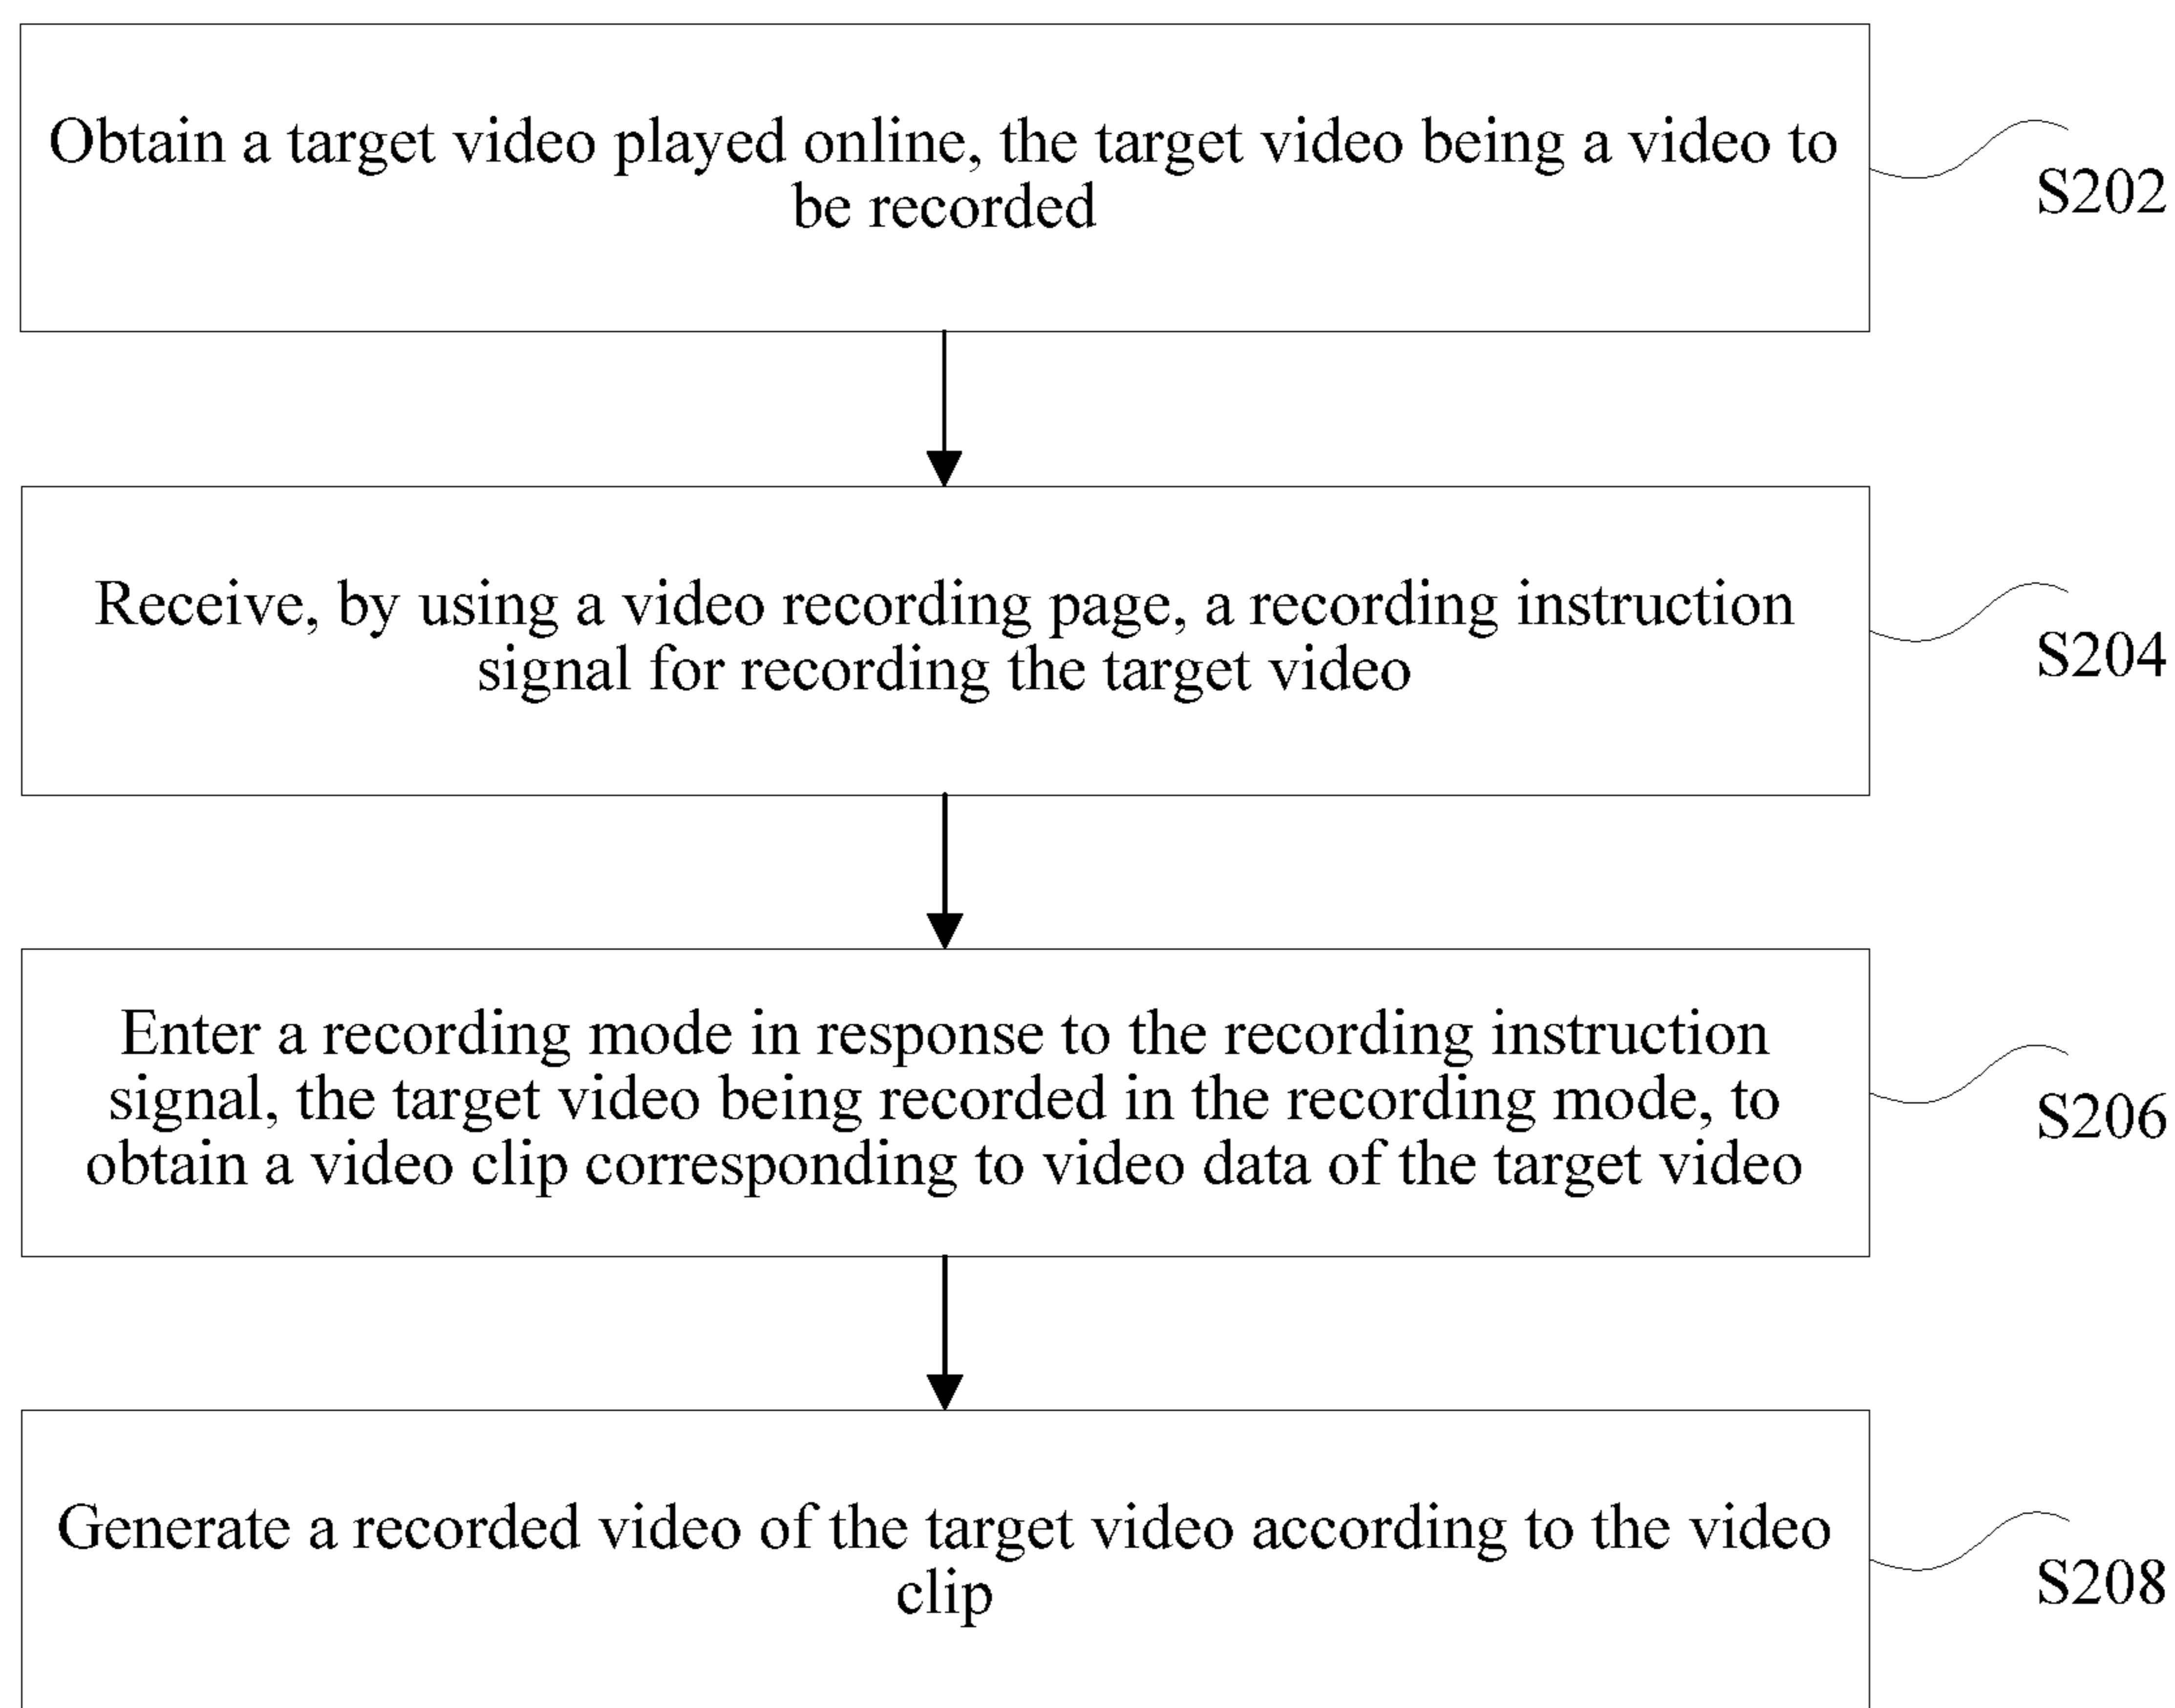 Obtain a target video played online, the target video being a video to
be recorded
S202
Receive, by using a video recording page, a recording instruction
signal for recording the target video
S204
Enter a recording mode in response to the recording instruction
signal, the target video being recorded in the recording mode, to
obtain a video clip corresponding to video data of the target video
S206
Generate a recorded video of the target video according to the video
clip
S208